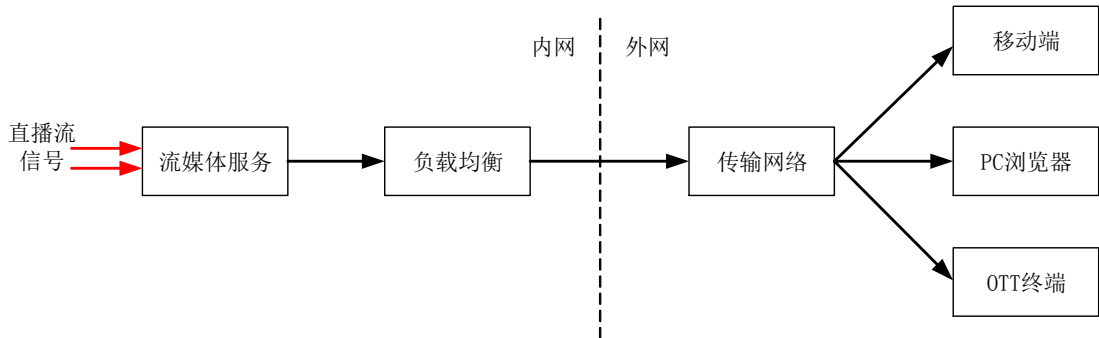 直播流
信号
流媒体服务
负载均衡
内网
外网
传输网络
移动端
PC浏览器
OTT终端